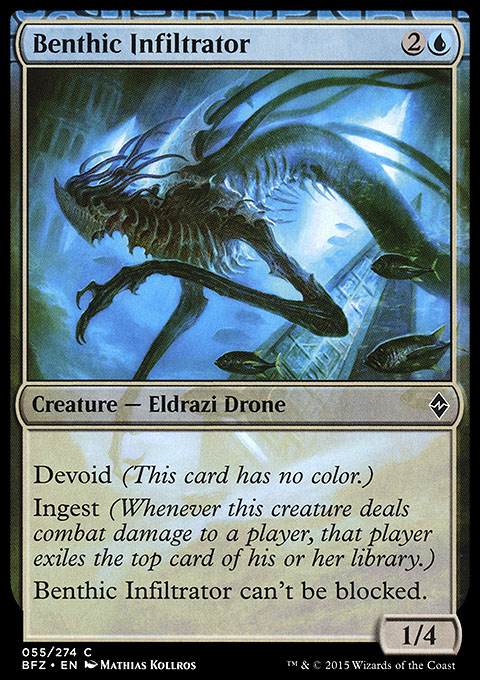 Benthic Infiltrator 2
Creature — Eldrazi Drone
Devoid (This card has no color.)
Ingest (Whenever this creature deals
combat damage to a player, that player
exiles the top card of his or her library.)
Benthic Infiltrator can't be blocked.
1/4
055/274 C
BFZ • EN Mathias Kollros
™ & © 2015 Wizards of the Coast